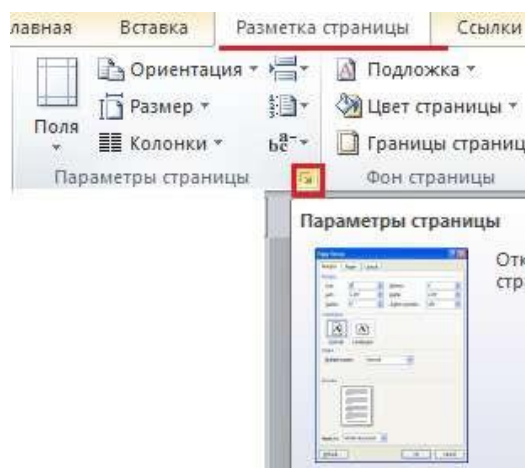 лавная Вставка Разметка страницы Ссылки
Ориентация
Подложка
Размер
Цвет страницы
Поля
Колонки
Границы страниц
Параметры страницы
Фон страницы
Параметры страницы
Отк
стр